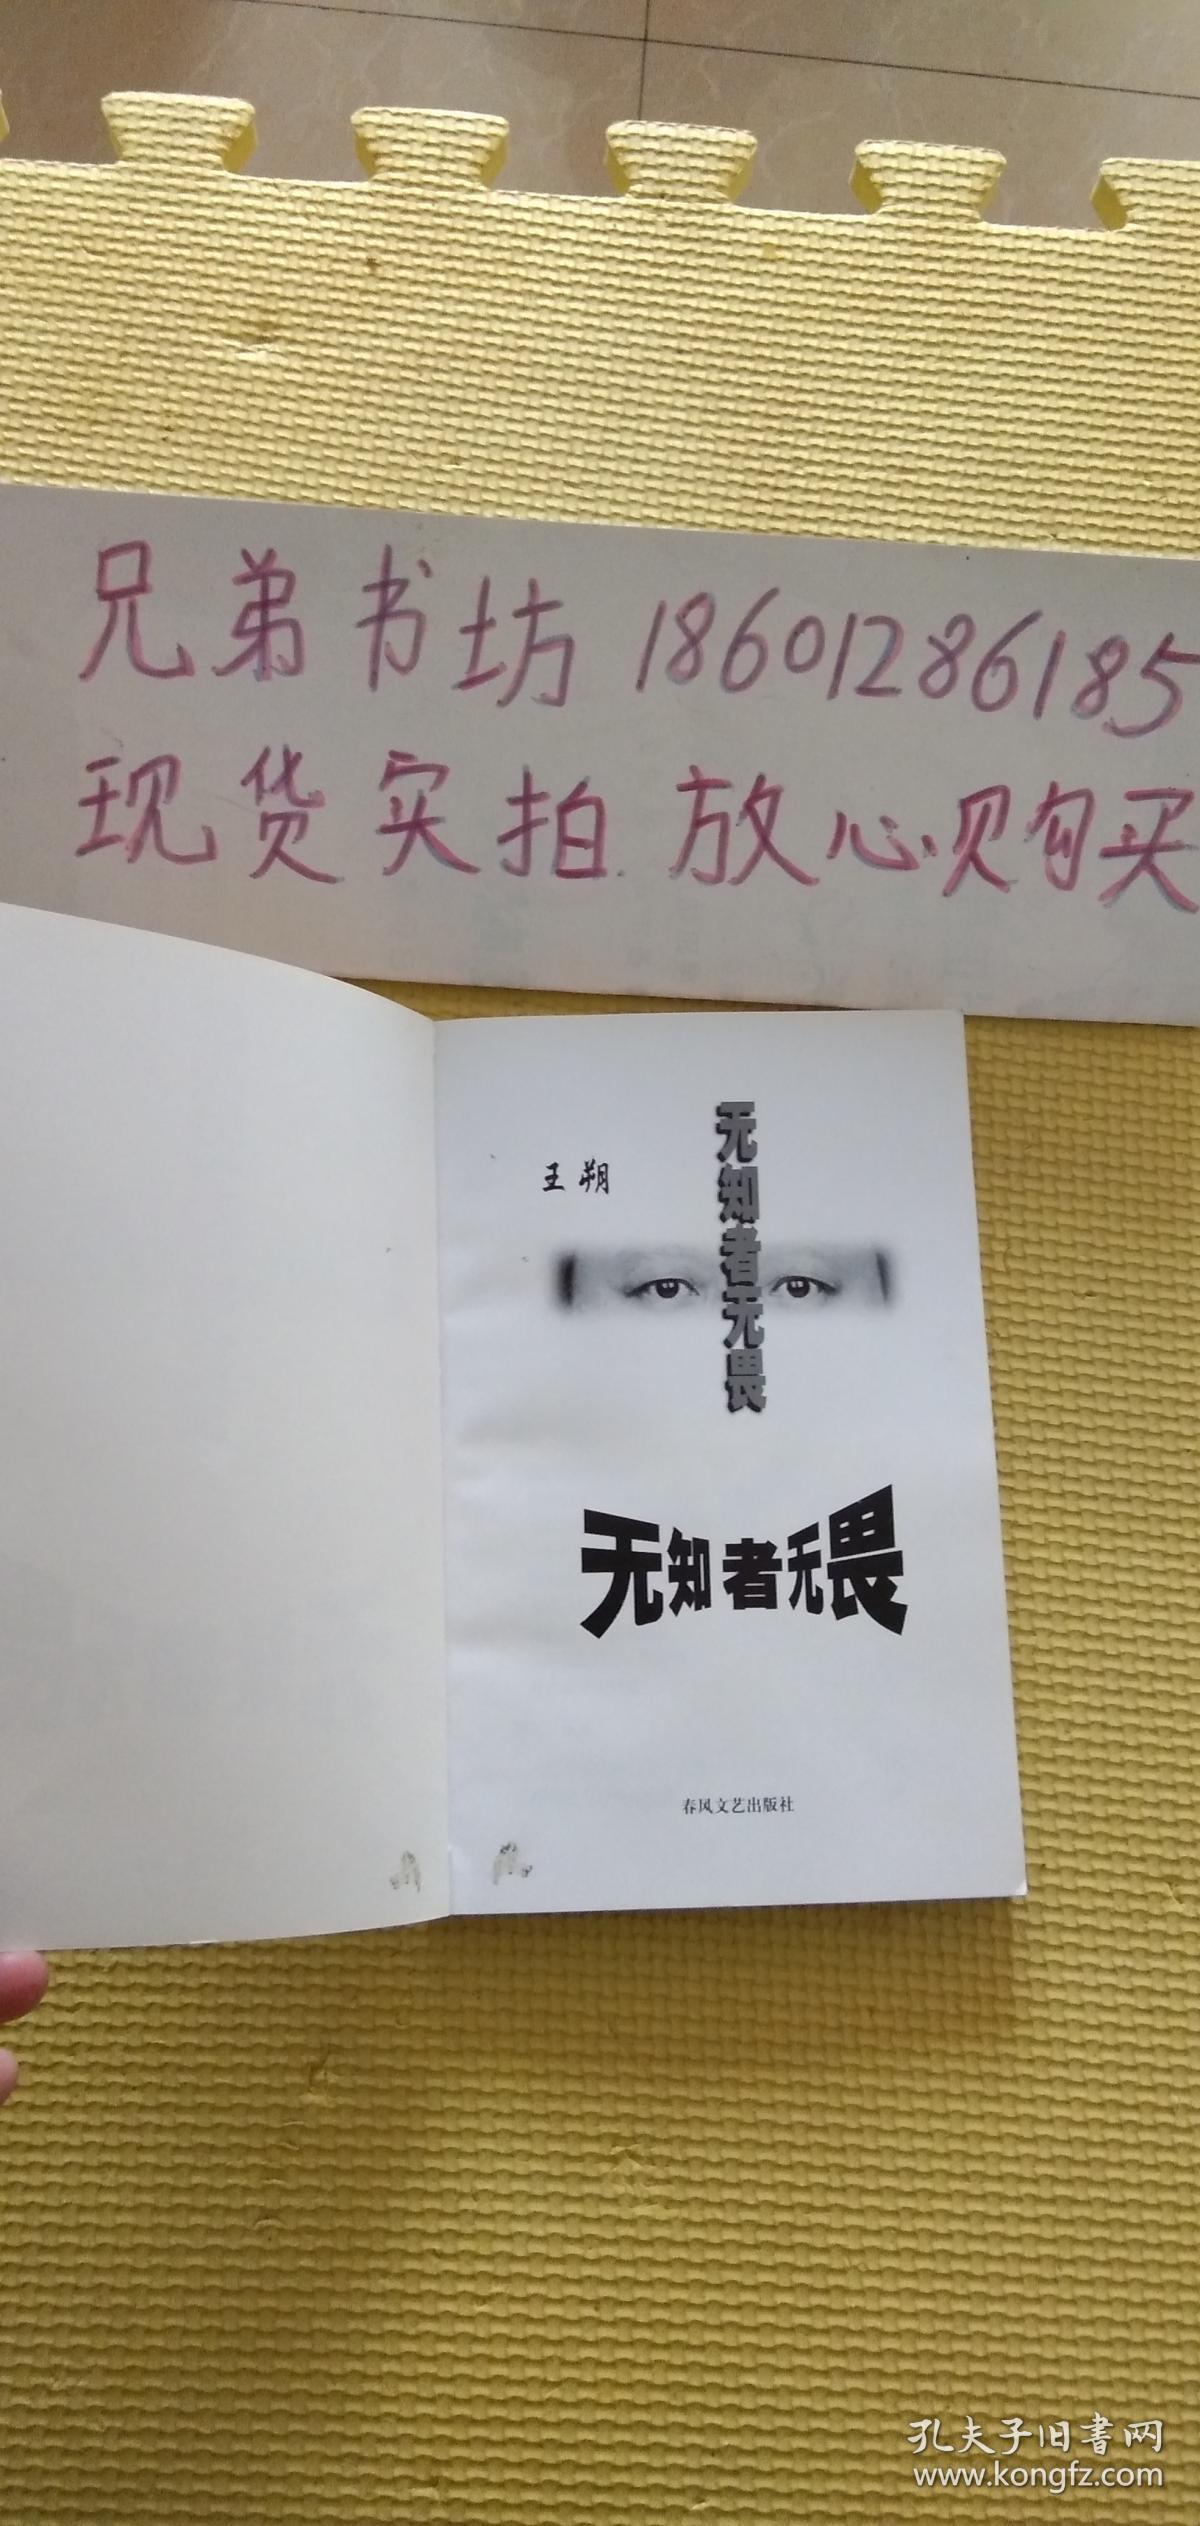 兄弟书坊 18601286185
现货实拍.放心购买
王朔
无知者无畏
无知者无畏
春风文艺出版社
孔夫子旧书网
www.kongfz.com